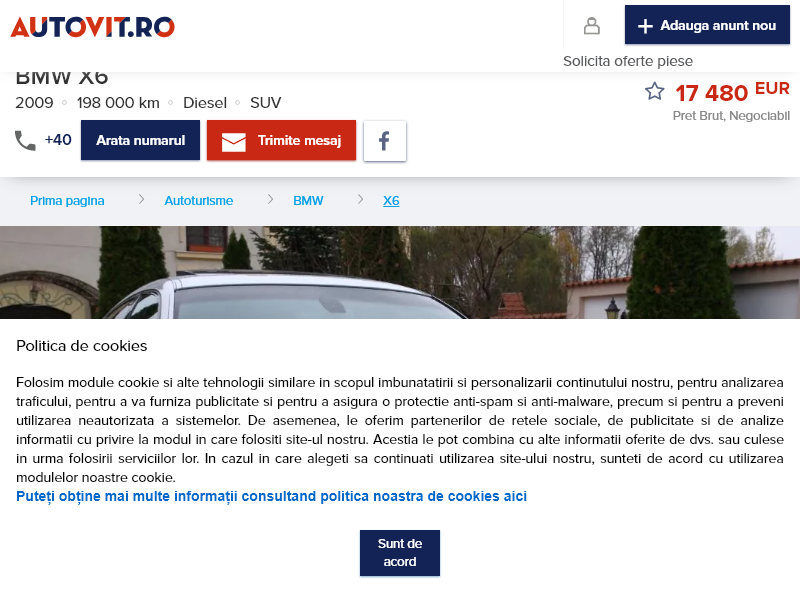 AUTOVIT.RO
Adauga anunt nou
Solicita oferte piese
BMW X6
17 480 EUR
2009 198 000 km Diesel SUV
Pret Brut, Negociabil
+40 Arata numarul Trimite mesaj
Prima pagina Autoturisme BMW X6
Politica de cookies
Folosim module cookie si alte tehnologii similare in scopul imbunatatirii si personalizarii continutului nostru, pentru analizarea
traficului, pentru a va furniza publicitate si pentru a asigura o protectie anti-spam si anti-malware, precum si pentru a preveni
utilizarea neautorizata a sistemelor. De asemenea, le oferim partenerilor de retele sociale, de publicitate si de analize
informatii cu privire la modul in care folositi site-ul nostru. Acestia le pot combina cu alte informatii oferite de dvs. sau culese
in urma folosirii serviciilor lor. In cazul in care alegeti sa continuati utilizarea site-ului nostru, sunteti de acord cu utilizarea
modulelor noastre cookie.
Puteți obține mai multe informații consultand politica noastra de cookies aici
Sunt de
acord